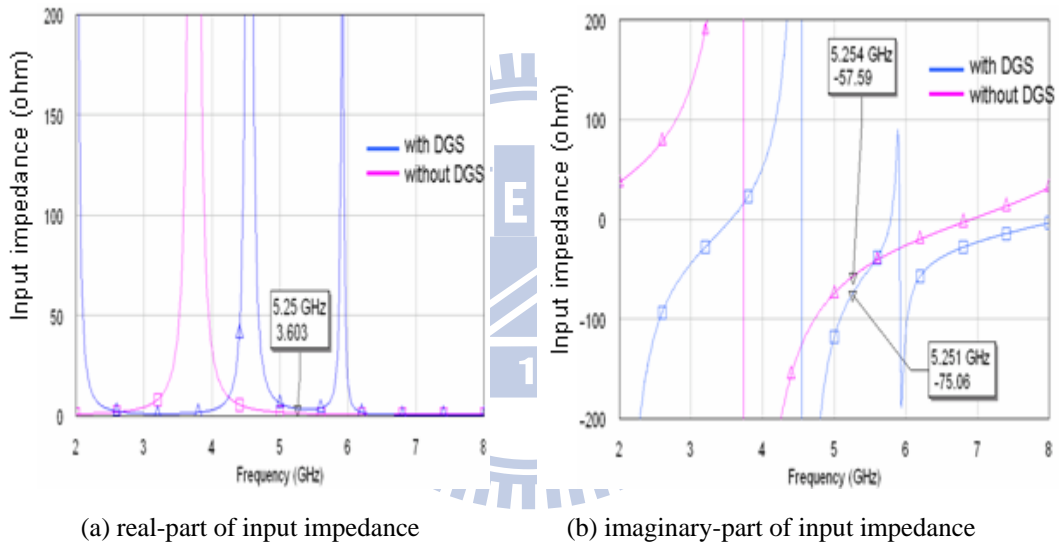 200
150
100
50
0
Input impedance (ohm)
with DGS
without DGS
5.25 GHz
3.603
2 3 4 5 6 7 8
Frequency (GHz)
200
100
0
-100
-200
Input impedance (ohm)
5.254 GHz
-57.59
with DGS
without DGS
5.251 GHz
-75.06
2 3 4 5 6 7 8
Frequency (GHz)
E
1
(a) real-part of input impedance
(b) imaginary-part of input impedance